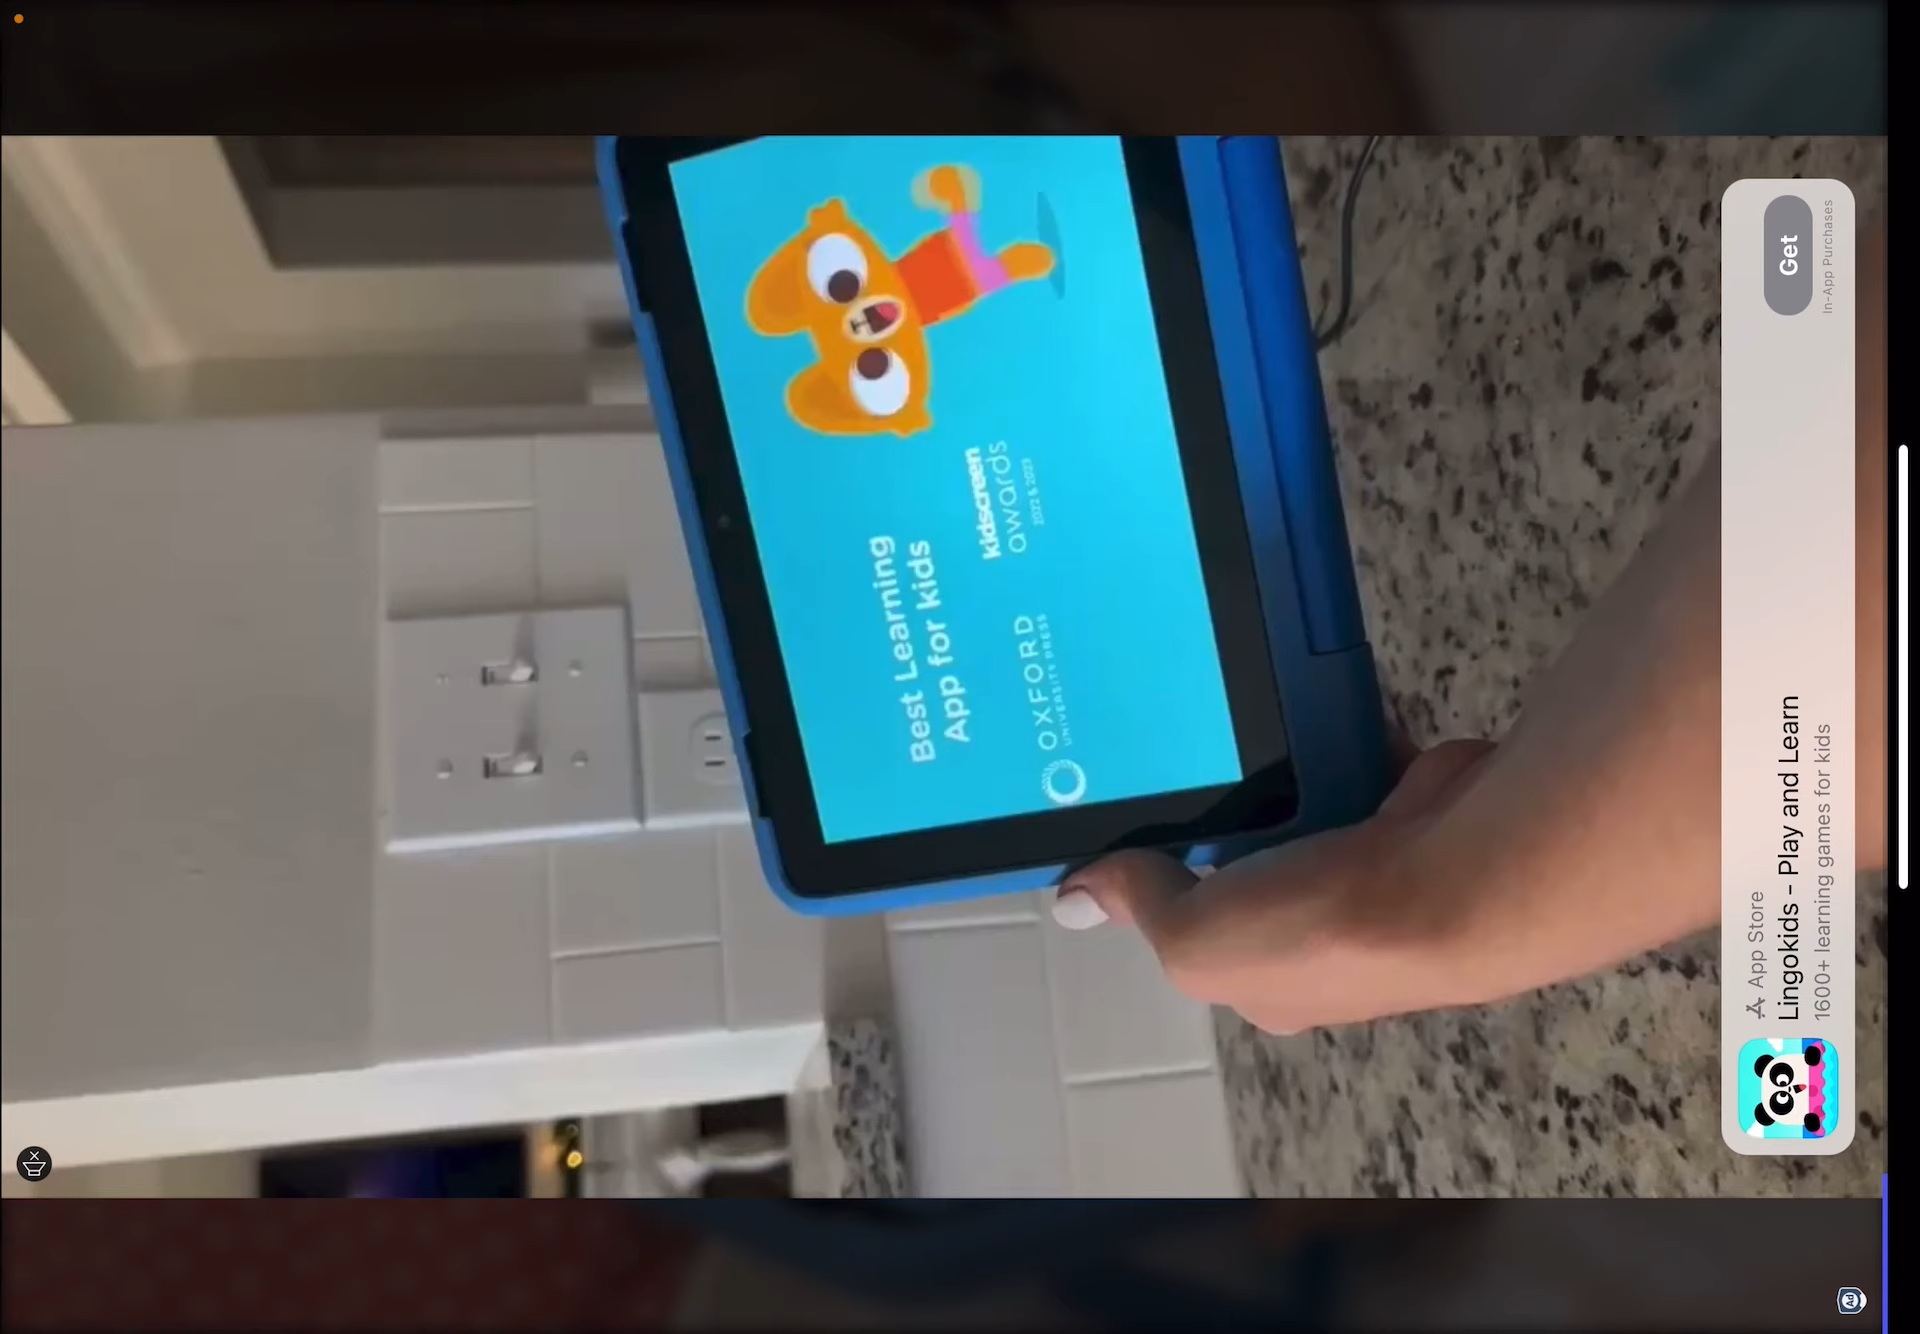 Best Learning
App for kids
OXFORD
UNIVERSITY PRESS
kidscreen
awards
2022 & 2023
App Store
Lingokids - Play and Learn
1600+ learning games for kids
Get
In-App Purchases
Ad